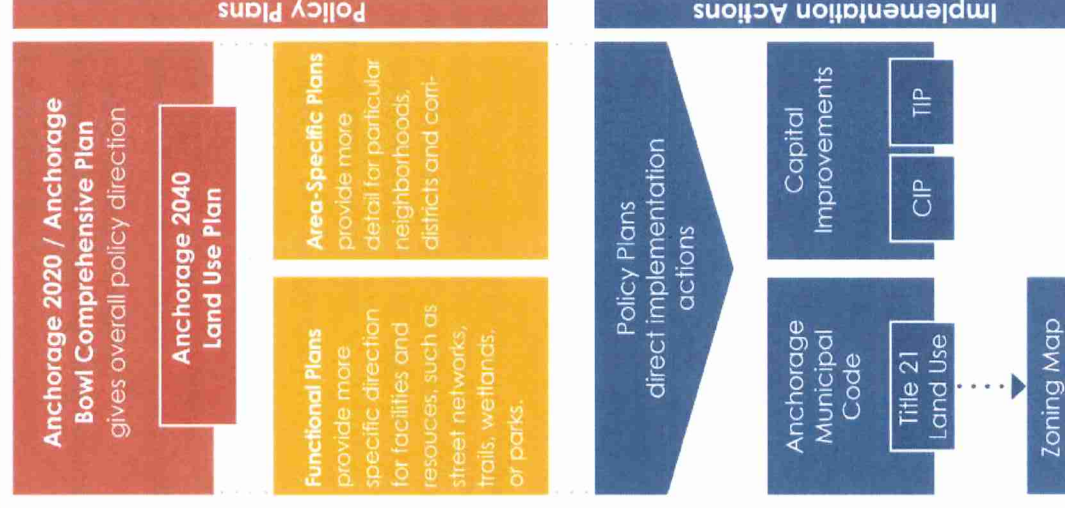 Policy Plans
Anchorage 2020 / Anchorage
Bowl Comprehensive Plan
gives overall policy direction
Anchorage 2040
Land Use Plan
Functional Plans
provide more
specific direction
for facilities and
resouces, such as
street networks,
trails, wetlands,
or parks.
Area-Specific Plans
provide more
detail for particular
neighborhoods,
districts and corri-
Implementation Actions
Policy Plans
direct implementation
actions
Anchorage
Municipal
Code
Title 21
Land Use
Zoning Map
Capital
Improvements
CIP
TIP